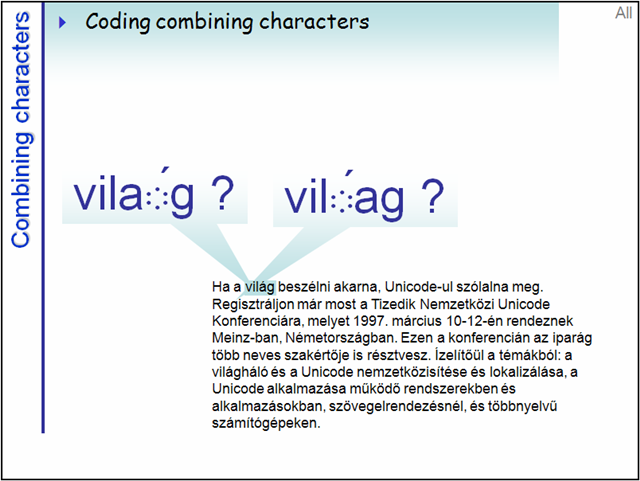 Combining characters
Coding combining characters
All
vila◌́g ?
vil◌́ag ?
Ha a világ beszélni akarna, Unicode-ul szólalna meg.
Regisztráljon már most a Tizedik Nemzetközi Unicode
Konferenciára, melyet 1997. március 10-12-én rendeznek
Meinz-ban, Németországban. Ezen a konferencián az iparág
több neves szakértője is résztvesz. Ízelítőül a témákból: a
világháló és a Unicode nemzetközisítése és lokalizálása, a
Unicode alkalmazása működő rendszerekben és
alkalmazásokban, szövegelrendezésnél, és többnyelvű
számítógépeken.